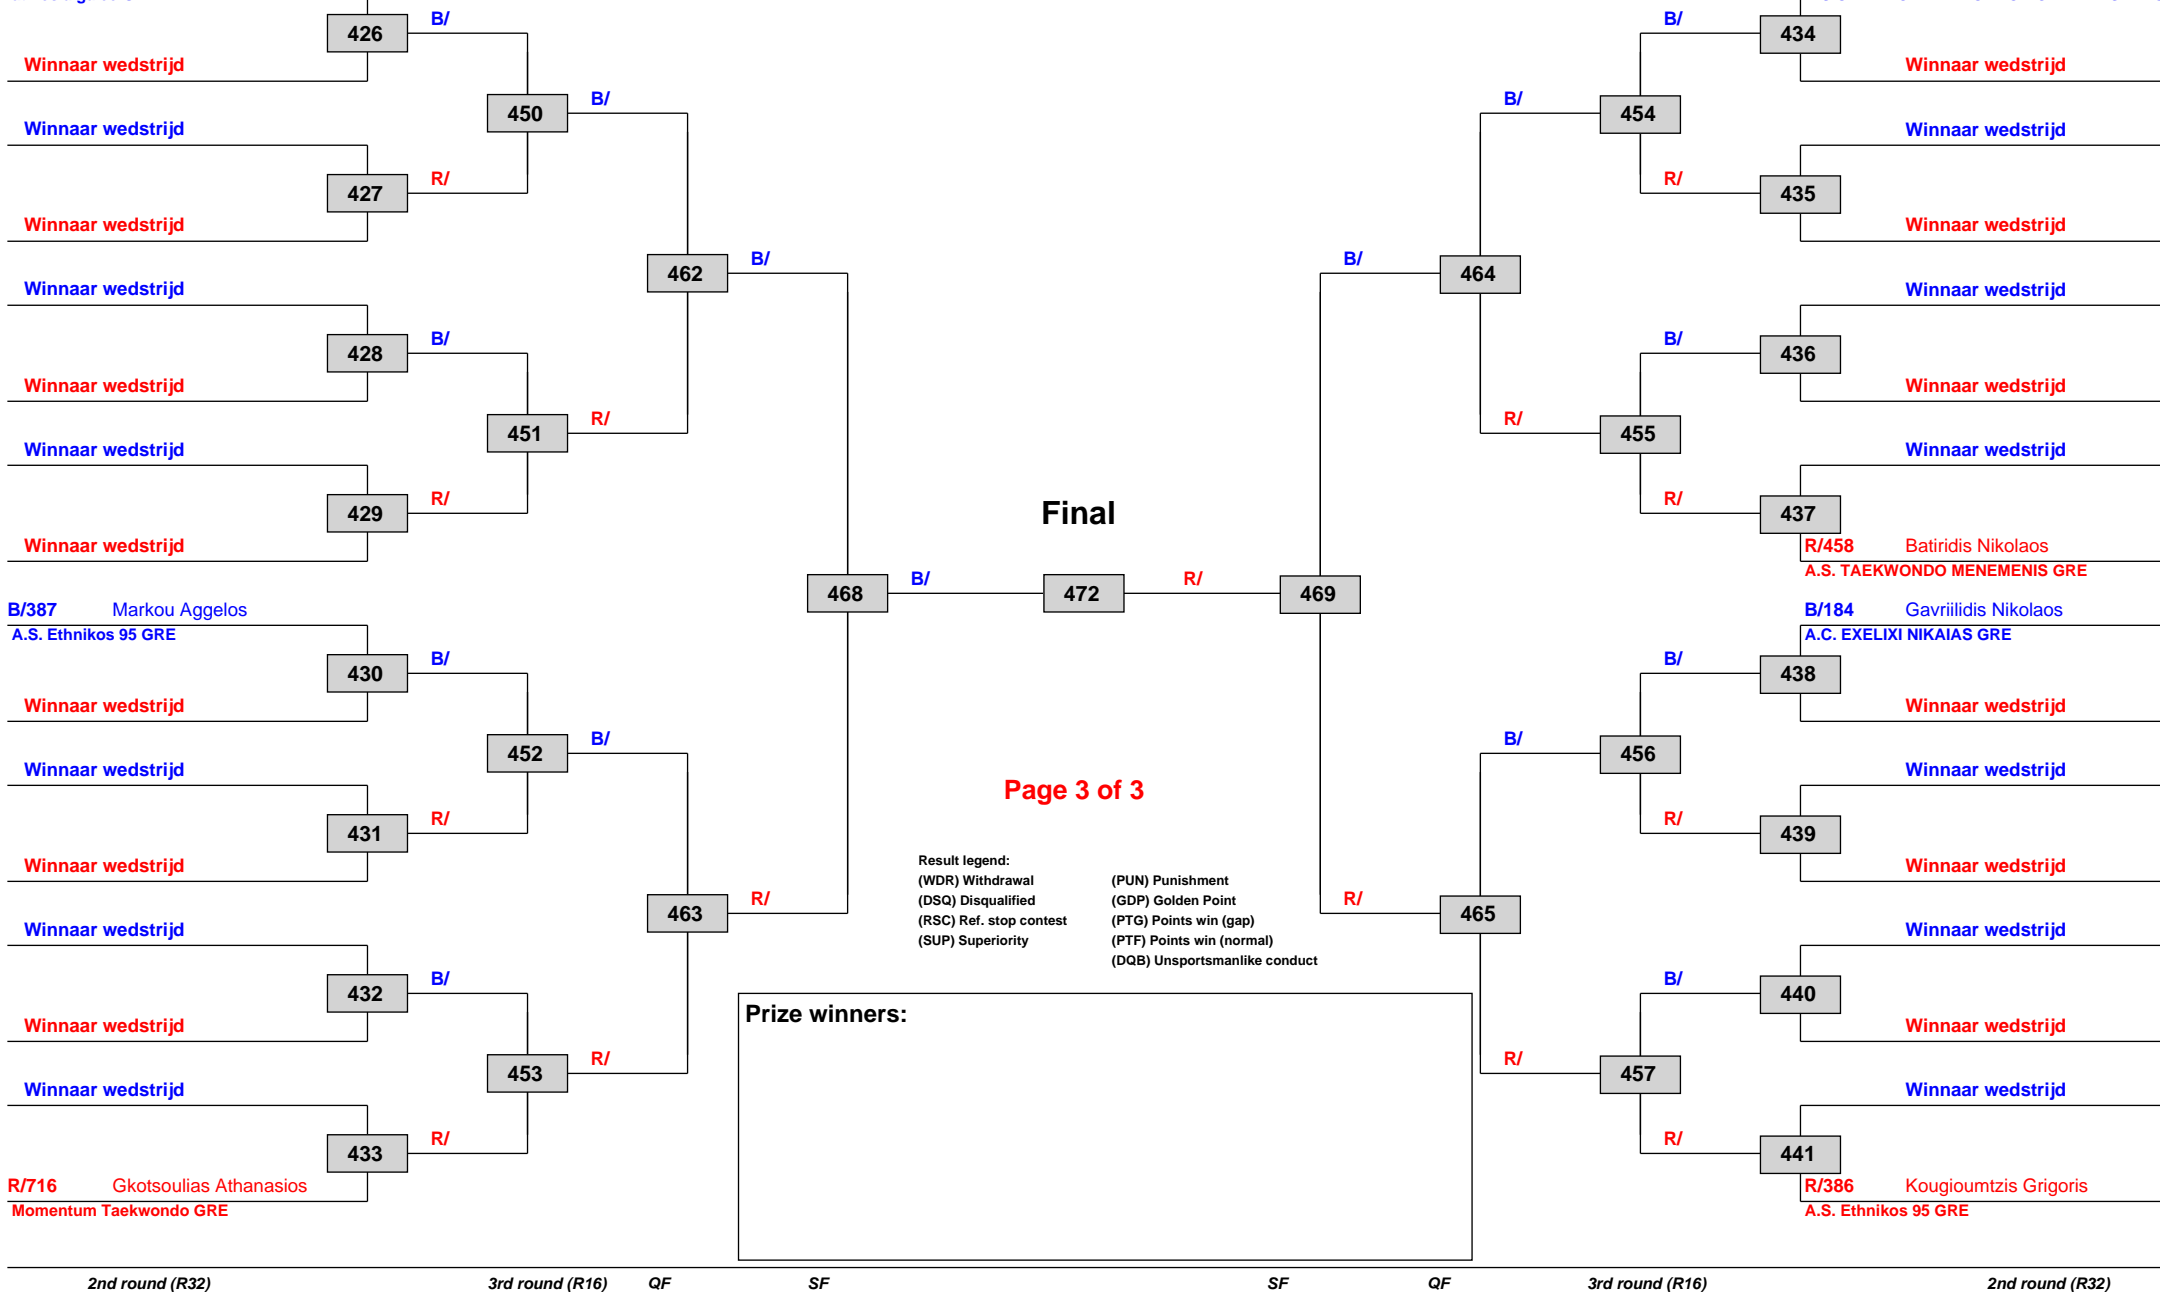 426
B/
Winnaar wedstrijd
450
B/
Winnaar wedstrijd
427
R/
Winnaar wedstrijd
462
B/
Winnaar wedstrijd
428
B/
Winnaar wedstrijd
451
R/
Winnaar wedstrijd
429
R/
Winnaar wedstrijd
468
B/
B/387 Markou Aggelos
A.S. Ethnikos 95 GRE
430
B/
Winnaar wedstrijd
452
B/
Winnaar wedstrijd
431
R/
Winnaar wedstrijd
463
R/
Winnaar wedstrijd
432
B/
Winnaar wedstrijd
453
R/
Winnaar wedstrijd
433
R/
R/716 Gkotsoulias Athanasios
Momentum Taekwondo GRE
Final
472
R/
Page 3 of 3
Result legend:
(WDR) Withdrawal
(DSQ) Disqualified
(RSC) Ref. stop contest
(SUP) Superiority
(PUN) Punishment
(GDP) Golden Point
(PTG) Points win (gap)
(PTF) Points win (normal)
(DQB) Unsportsmanlike conduct
Prize winners:
B/
434
Winnaar wedstrijd
B/
454
Winnaar wedstrijd
R/
435
Winnaar wedstrijd
B/
464
Winnaar wedstrijd
B/
436
Winnaar wedstrijd
R/
455
Winnaar wedstrijd
R/
437
R/458 Batiridis Nikolaos
A.S. TAEKWONDO MENEMENIS GRE
469
B/184 Gavriilidis Nikolaos
A.C. EXELIXI NIKAIAS GRE
B/
438
Winnaar wedstrijd
B/
456
Winnaar wedstrijd
R/
439
Winnaar wedstrijd
R/
465
Winnaar wedstrijd
B/
440
Winnaar wedstrijd
R/
457
Winnaar wedstrijd
R/
441
R/386 Kougioumtzis Grigoris
A.S. Ethnikos 95 GRE
2nd round (R32) 3rd round (R16) QF SF SF QF 3rd round (R16) 2nd round (R32)